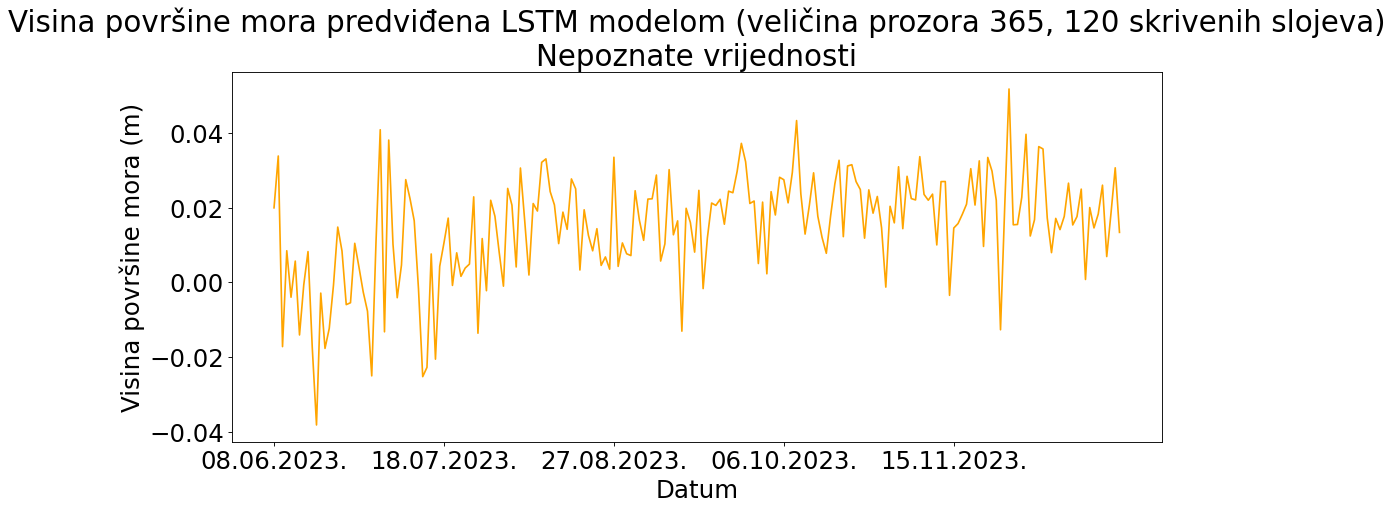 Visina površine mora predviđena LSTM modelom (veličina prozora 365, 120 skrivenih slojeva)
Nepoznate vrijednosti
Visina površine mora (m)
0.04
0.02
0.00
−0.02
−0.04
08.06.2023. 18.07.2023. 27.08.2023. 06.10.2023. 15.11.2023.
Datum